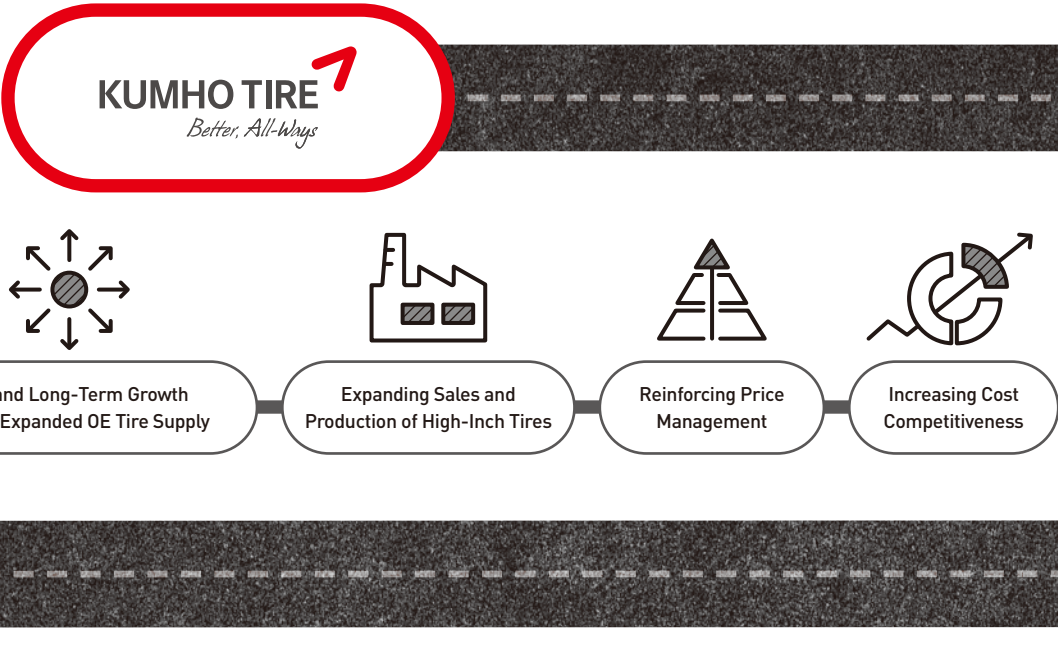 KUMHO TIRE
Better, All-Ways
and Long-Term Growth
Expanded OE Tire Supply
Expanding Sales and
Production of High-Inch Tires
Reinforcing Price
Management
Increasing Cost
Competitiveness